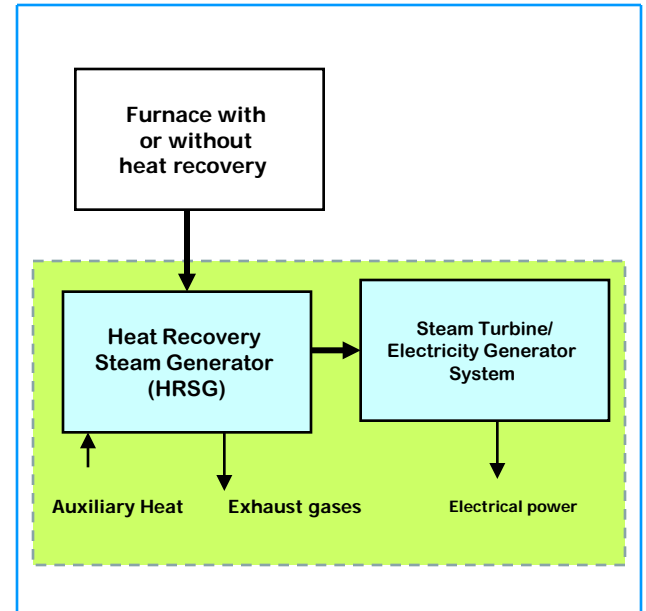 Furnace with
or without
heat recovery
Heat Recovery
Steam Generator
(HRSG)
Steam Turbine/
Electricity Generator
System
Auxiliary Heat
Exhaust gases
Electrical power